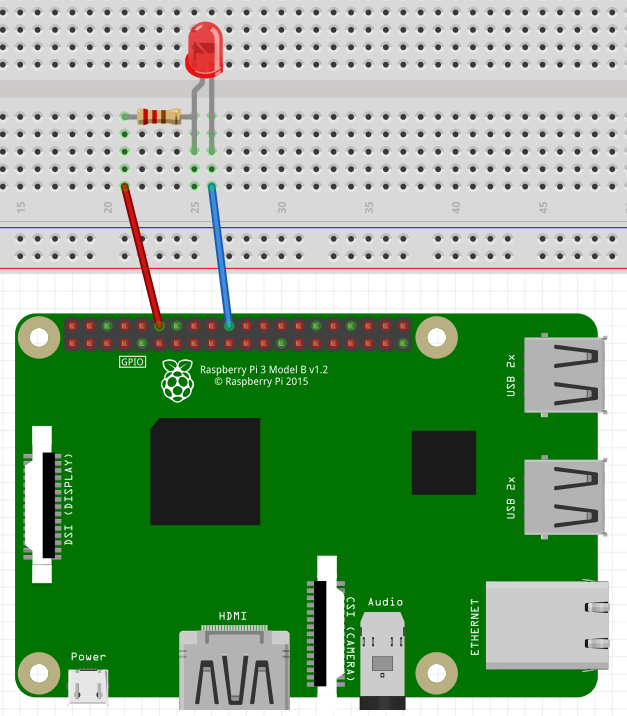 15 20 25 30 35 40 45
GPIO
Raspberry Pi 3 Model B v1.2
© Raspberry Pi 2015
USB 2x
DSI (DISPLAY)
USB 2x
CSI (CAMERA)
Audio
ETHERNET
HDMI
Power